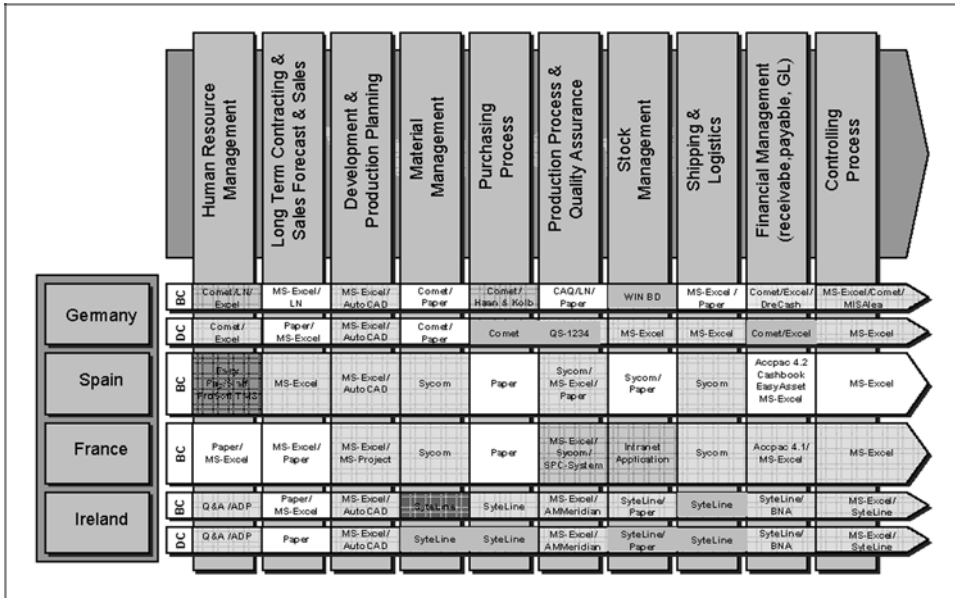 Human Resource
Management
Long Term Contracting &
Sales Forecast & Sales
Development &
Production Planning
Material
Management
Purchasing
Process
Production Process &
Quality Assurance
Stock
Management
Shipping &
Logistics
Financial Management
(receivabe,payable, GL)
Controlling
Process
Germany
BC
Comet/LN/
Excel
MS-Excel/
LN
MS-Excel/
AutoCAD
Comet/
Paper
Comet/
Haan & Kolb
CAQ/LN/
Paper
WIN BD
MS-Excel /
Paper
Comet/Excel/
DreCash
MS-Excel/Comet/
MISAlea
DC
Comet/
Excel
Paper/
MS-Excel
MS-Excel/
AutoCAD
Comet/
Paper
Comet
QS-1234
MS-Excel
MS-Excel
Comet/Excel
MS-Excel
Spain
BC
MS-Excel
MS-Excel/
AutoCAD
Sycom
Paper
Sycom/
MS-Excel/
Paper
Sycom/
Paper
Sycom
Accpac 4.2
Cashbook
EasyAsset
MS-Excel
MS-Excel
France
BC
Paper/
MS-Excel
MS-Excel/
Paper
MS-Excel/
MS-Project
Sycom
Paper
MS-Excel/
Sycom/
SPC-System
Intranet
Application
Sycom
Accpac 4.1/
MS-Excel
MS-Excel
Ireland
BC
Q&A /ADP
Paper/
MS-Excel
MS-Excel/
AutoCAD
SyteLine
SyteLine
MS-Excel/
AMMeridian
SyteLine/
Paper
SyteLine
SyteLine/
BNA
MS-Excel/
SyteLine
DC
Q&A /ADP
Paper
MS-Excel/
AutoCAD
SyteLine
SyteLine
MS-Excel/
AMMeridian
SyteLine/
Paper
SyteLine
SyteLine/
BNA
MS-Excel/
SyteLine